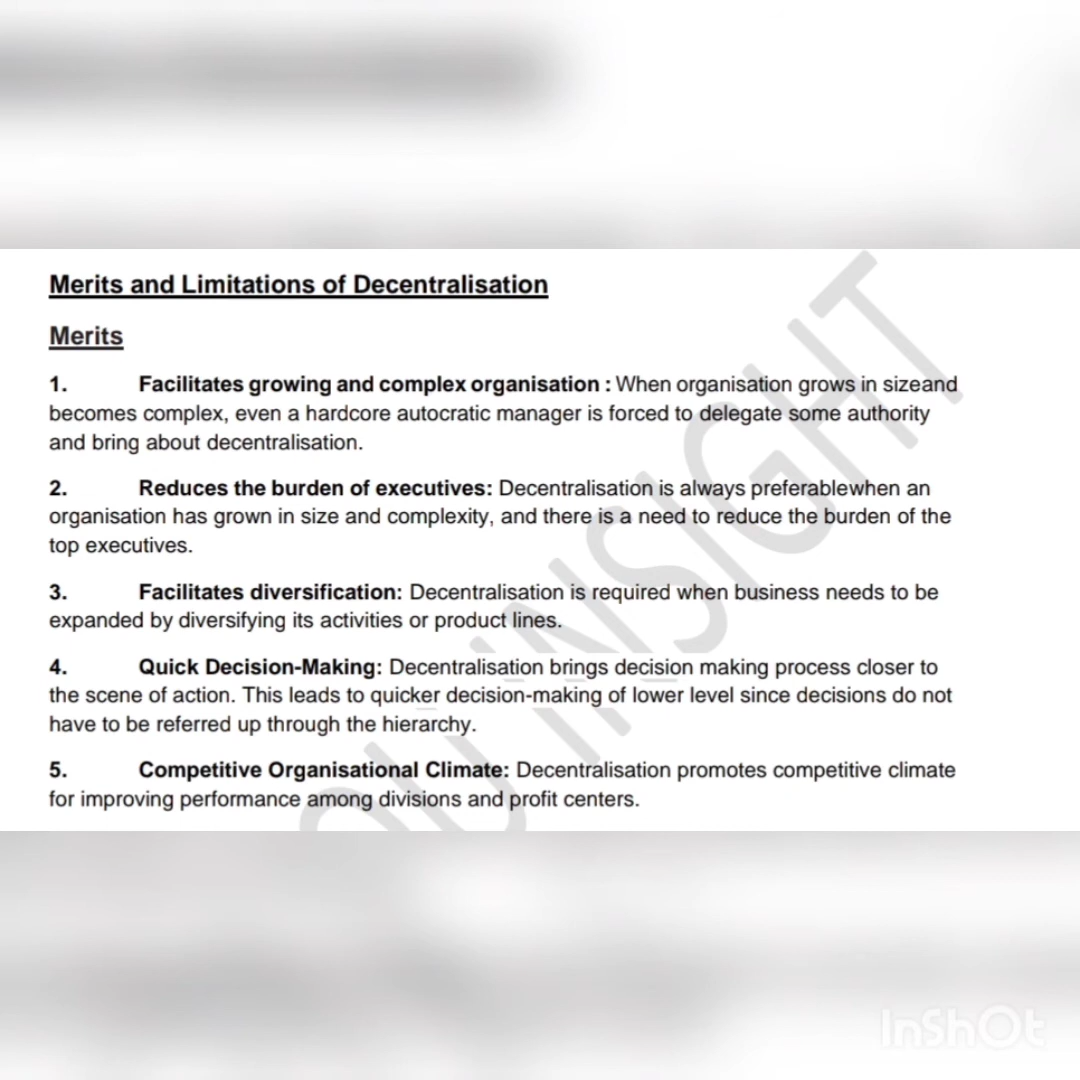 Merits and Limitations of Decentralisation
Merits
1. Facilitates growing and complex organisation : When organisation grows in sizeand
becomes complex, even a hardcore autocratic manager is forced to delegate some authority
and bring about decentralisation.
2. Reduces the burden of executives: Decentralisation is always preferablewhen an
organisation has grown in size and complexity, and there is a need to reduce the burden of the
top executives.
3. Facilitates diversification: Decentralisation is required when business needs to be
expanded by diversifying its activities or product lines.
4. Quick Decision-Making: Decentralisation brings decision making process closer to
the scene of action. This leads to quicker decision-making of lower level since decisions do not
have to be referred up through the hierarchy.
5. Competitive Organisational Climate: Decentralisation promotes competitive climate
for improving performance among divisions and profit centers.
INSIGHT
InShOt